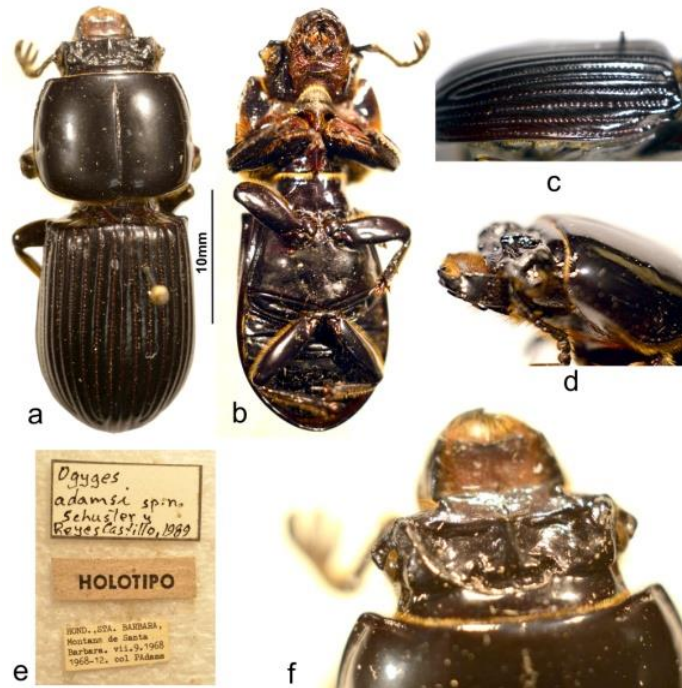 a
b
10mm
c
d
Ogyges
adamsi sp.n.
Schuster y
Reyes Castillo, 1989
HOLOTIPO
HOND., STA. BARBARA,
Montans de Santa
Barbara. vii.9.1968
1968-12. col PAdams
e
f